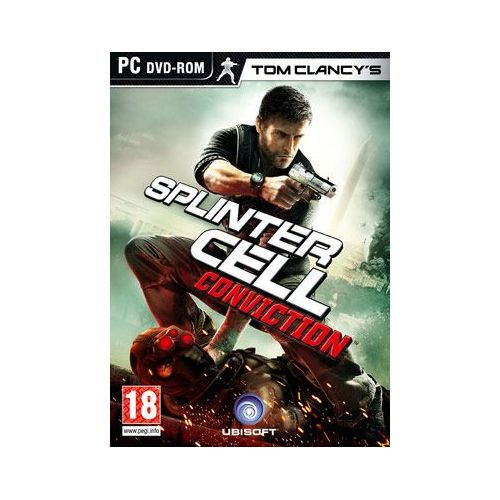 PC DVD-ROM
TOM CLANCY'S
SPLINTER
CELL
CONVICTION
18
www.pegi.info
UBISOFT